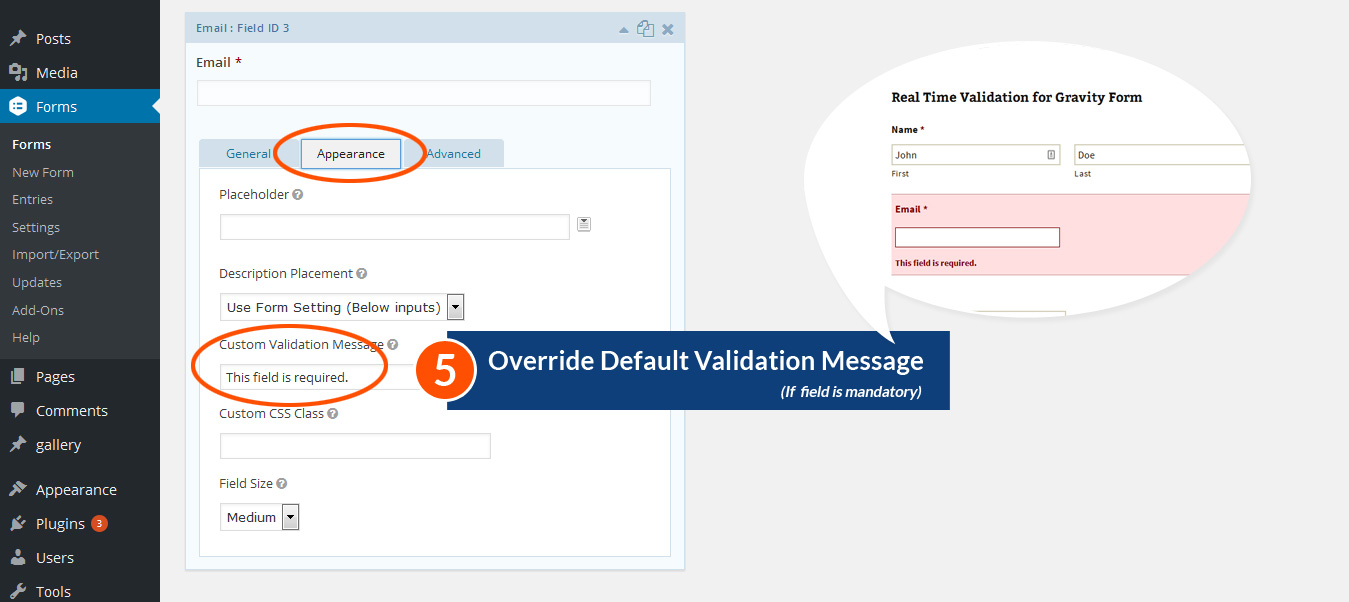 Posts
Media
Forms
Forms
New Form
Entries
Settings
Import/Export
Updates
Add-Ons
Help
Pages
Comments
gallery
Appearance
Plugins 3
Users
Tools
Email : Field ID 3
Email *
General
Appearance
Advanced
Placeholder ?
Description Placement ?
Use Form Setting (Below inputs)
Custom Validation Message ?
This field is required.
Custom CSS Class ?
Field Size ?
Medium
5
Override Default Validation Message
(If field is mandatory)
Real Time Validation for Gravity Form
Name *
John
Doe
First
Last
Email *
This field is required.